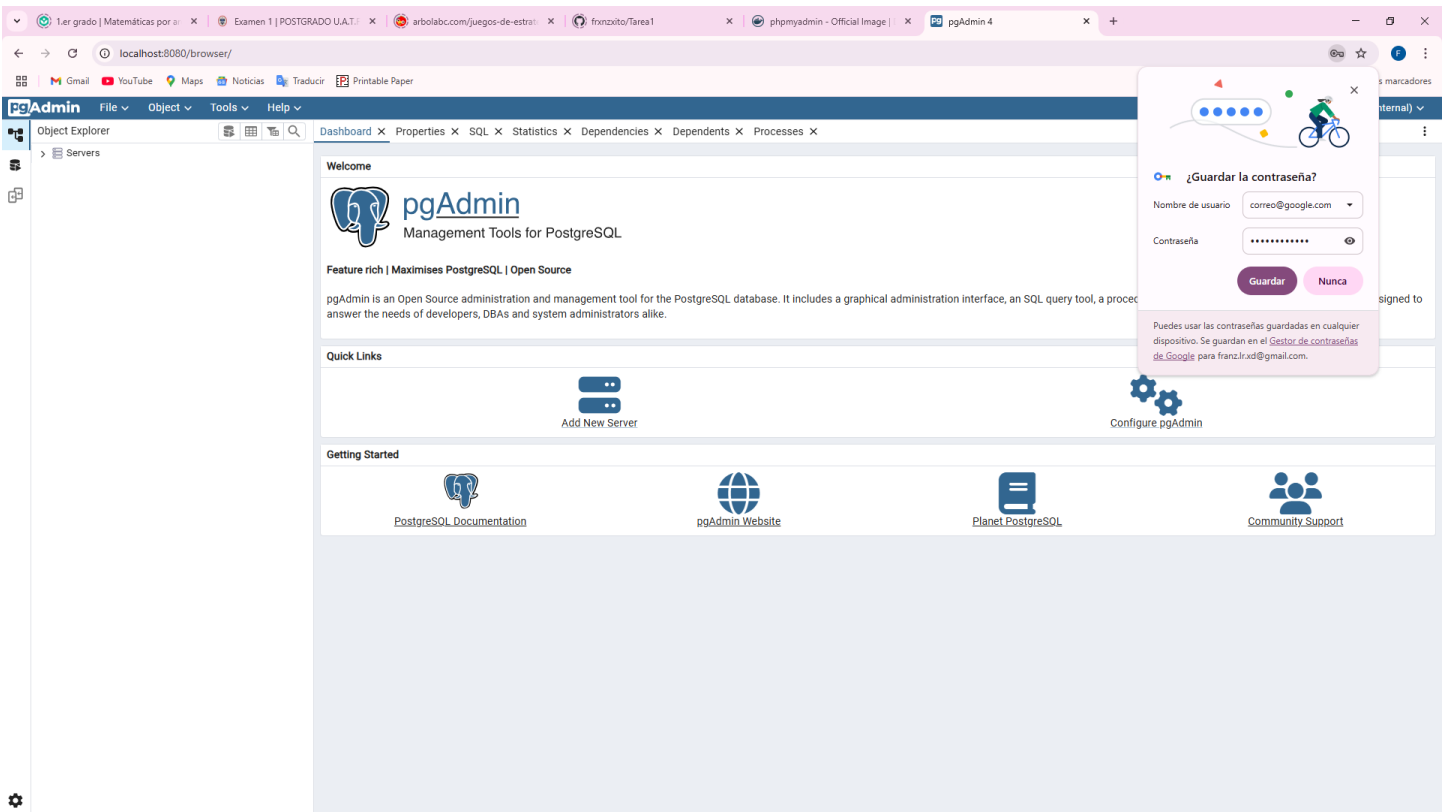 1.er grado | Matemáticas por ar
Examen 1 | POSTGRADO U.A.T.F
arbolabc.com/juegos-de-estrate
frxnzxito/Tarea1
phpmyadmin - Official Image |
pgAdmin 4
localhost:8080/browser/
F
Gmail
YouTube
Maps
Noticias
Traducir
Printable Paper
s marcadores
pgAdmin
File
Object
Tools
Help
nternal)
Object Explorer
Servers
Dashboard
Properties
SQL
Statistics
Dependencies
Dependents
Processes
Welcome
pgAdmin
Management Tools for PostgreSQL
Feature rich | Maximises PostgreSQL | Open Source
pgAdmin is an Open Source administration and management tool for the PostgreSQL database. It includes a graphical administration interface, an SQL query tool, a proced
signed to
answer the needs of developers, DBAs and system administrators alike.
Quick Links
Add New Server
Configure pgAdmin
Getting Started
PostgreSQL Documentation
pgAdmin Website
Planet PostgreSQL
Community Support
¿Guardar la contraseña?
Nombre de usuario
correo@google.com
Contraseña
••••••••••••
Guardar
Nunca
Puedes usar las contraseñas guardadas en cualquier
dispositivo. Se guardan en el Gestor de contraseñas
de Google para franz.lr.xd@gmail.com.